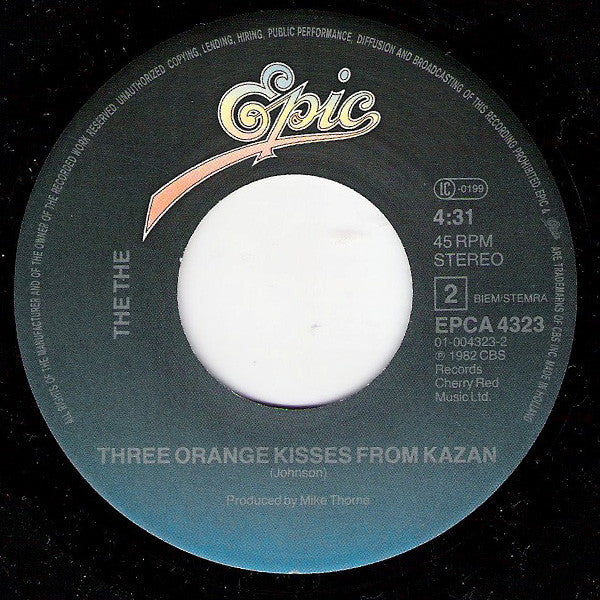 ALL RIGHTS OF THE MANUFACTURER AND OF THE OWNER OF THE RECORDED WORK RESERVED. UNAUTHORIZED COPYING, LENDING, HIRING, PUBLIC PERFORMANCE, DIFFUSION AND BROADCASTING OF THIS RECORDING PROHIBITED. EPIC & Epic ARE TRADEMARKS OF CBS INC. MADE IN HOLLAND
Epic
THE THE
IC -0199
4:31
45 RPM
STEREO
2 BIEM/STEMRA
EPCA 4323
01-004323-2
℗ 1982 CBS
Records
Cherry Red
Music Ltd.
THREE ORANGE KISSES FROM KAZAN
(Johnson)
Produced by Mike Thorne